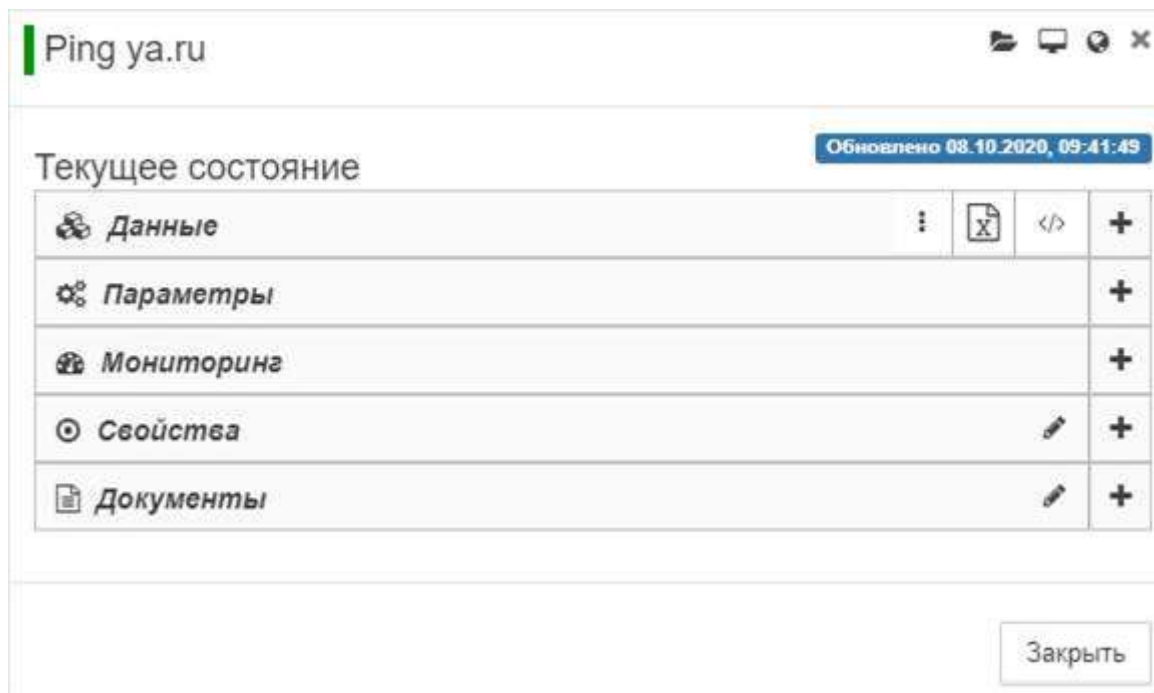 Ping ya.ru
Обновлено 08.10.2020, 09:41:49
Текущее состояние
Данные
Параметры
Мониторинг
Свойства
Документы
Закрыть